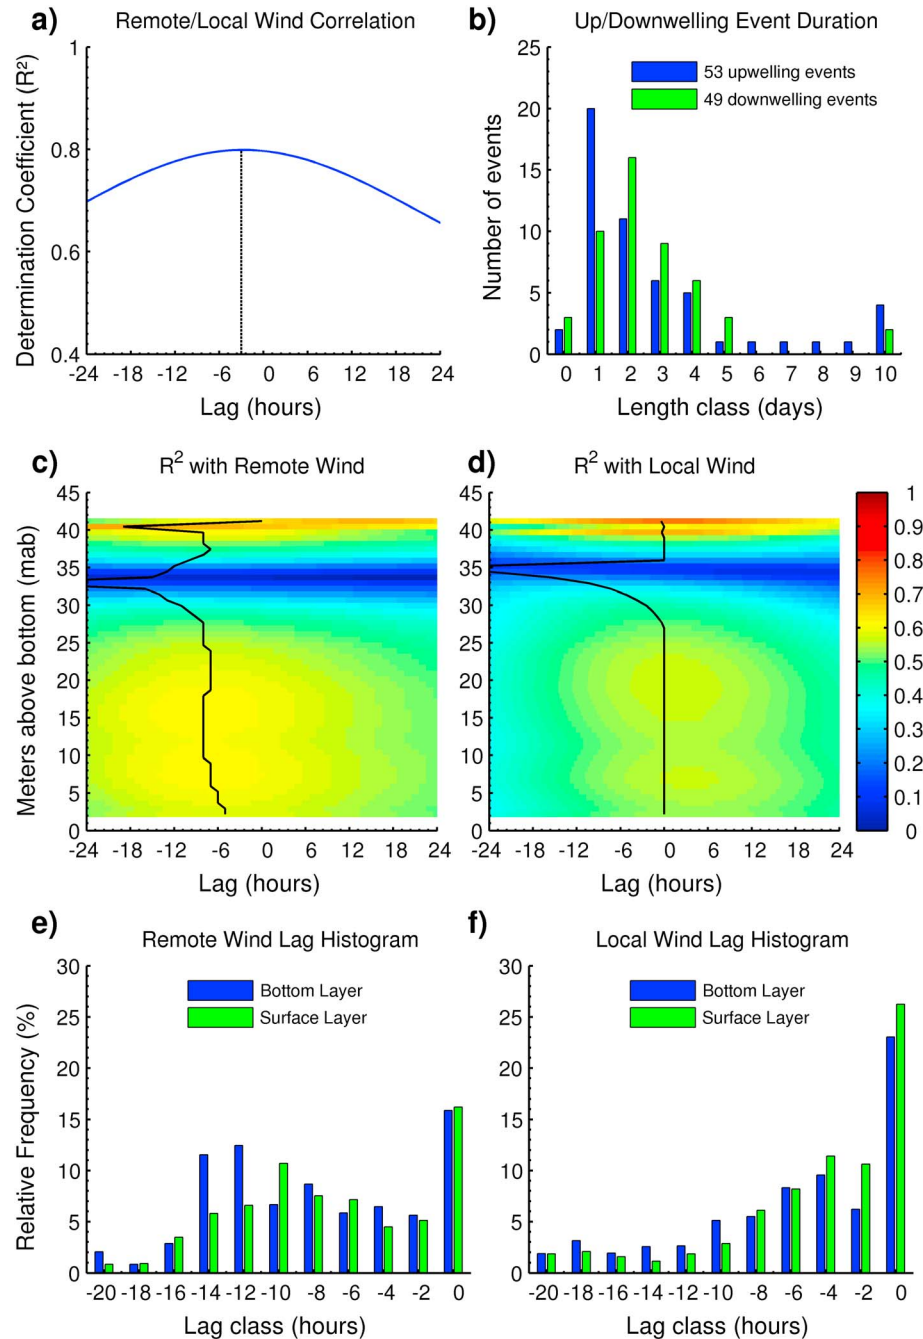 a) Remote/Local Wind Correlation
1
0.8
0.6
0.4
Determination Coefficient (R²)
-24 -18 -12 -6 0 6 12 18 24
Lag (hours)
b) Up/Downwelling Event Duration
53 upwelling events
49 downwelling events
25
20
15
10
5
0
Number of events
0 1 2 3 4 5 6 7 8 9 10
Length class (days)
c) R² with Remote Wind
45
40
35
30
25
20
15
10
5
0
Meters above bottom (mab)
-24 -18 -12 -6 0 6 12 18 24
Lag (hours)
d) R² with Local Wind
45
40
35
30
25
20
15
10
5
0
-24 -18 -12 -6 0 6 12 18 24
Lag (hours)
1
0.9
0.8
0.7
0.6
0.5
0.4
0.3
0.2
0.1
0
e) Remote Wind Lag Histogram
Bottom Layer
Surface Layer
30
25
20
15
10
5
0
Relative Frequency (%)
-20 -18 -16 -14 -12 -10 -8 -6 -4 -2 0
Lag class (hours)
f) Local Wind Lag Histogram
Bottom Layer
Surface Layer
30
25
20
15
10
5
0
-20 -18 -16 -14 -12 -10 -8 -6 -4 -2 0
Lag class (hours)